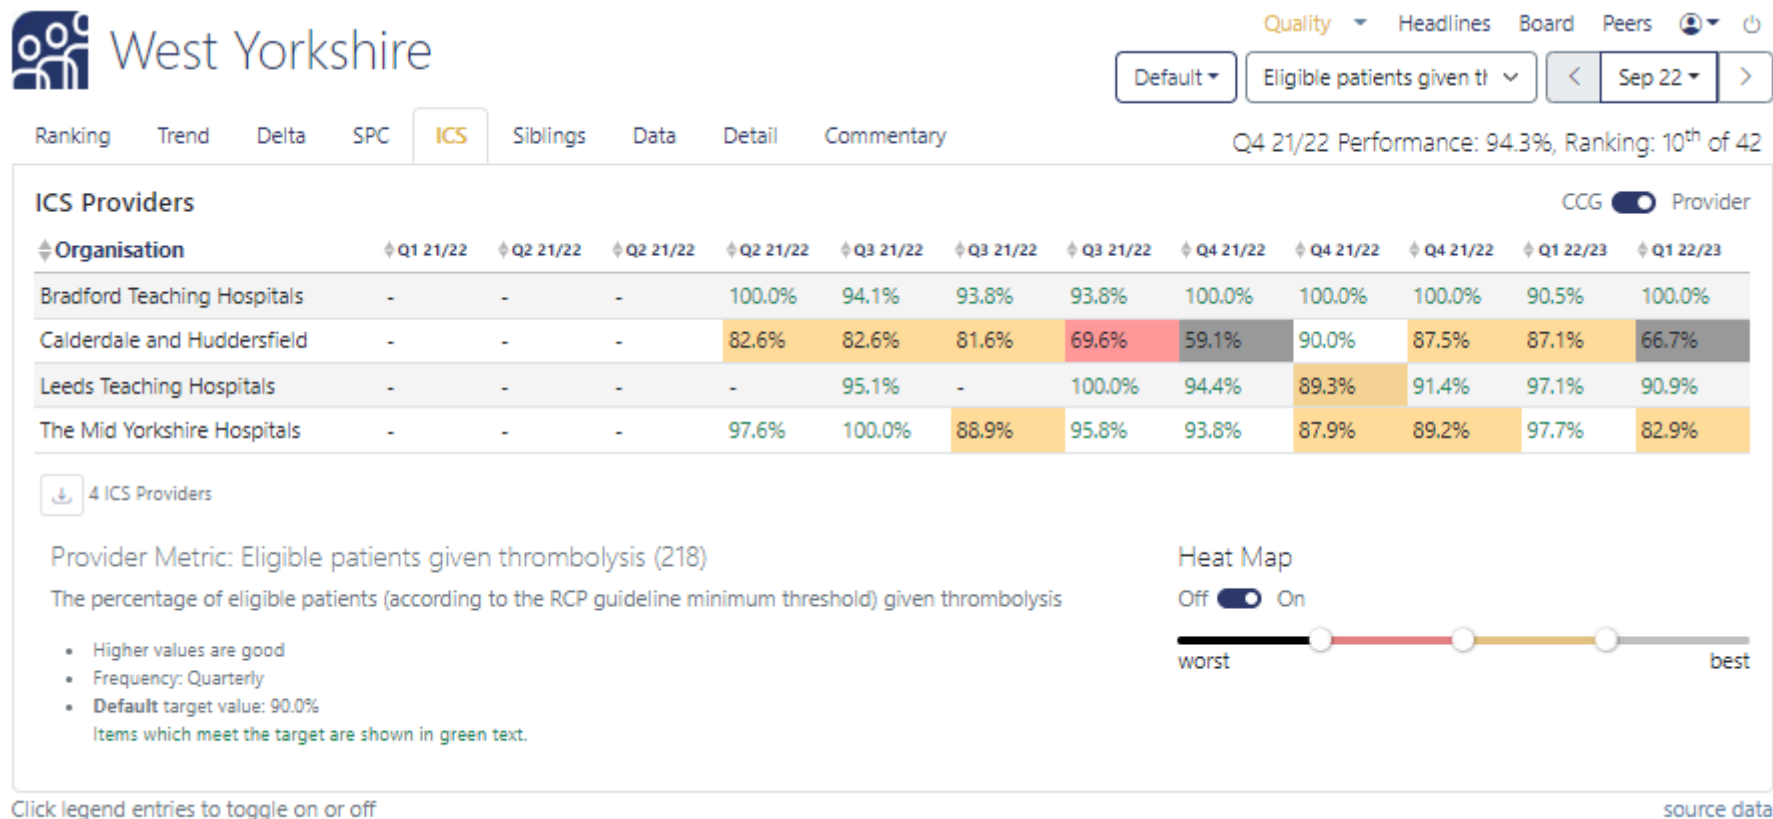 Quality Headlines Board Peers
West Yorkshire
Default Eligible patients given tl Sep 22
Ranking Trend Delta SPC ICS Siblings Data Detail Commentary
Q4 21/22 Performance: 94.3%, Ranking: 10th of 42
ICS Providers CCG Provider
Organisation Q1 21/22 Q2 21/22 Q2 21/22 Q2 21/22 Q3 21/22 Q3 21/22 Q3 21/22 Q4 21/22 Q4 21/22 Q4 21/22 Q1 22/23 Q1 22/23
Bradford Teaching Hospitals - - - 100.0% 94.1% 93.8% 93.8% 100.0% 100.0% 100.0% 90.5% 100.0%
Calderdale and Huddersfield - - - 82.6% 82.6% 81.6% 69.6% 59.1% 90.0% 87.5% 87.1% 66.7%
Leeds Teaching Hospitals - - - - 95.1% - 100.0% 94.4% 89.3% 91.4% 97.1% 90.9%
The Mid Yorkshire Hospitals - - - 97.6% 100.0% 88.9% 95.8% 93.8% 87.9% 89.2% 97.7% 82.9%
4 ICS Providers
Provider Metric: Eligible patients given thrombolysis (218)
The percentage of eligible patients (according to the RCP guideline minimum threshold) given thrombolysis
• Higher values are good
• Frequency: Quarterly
• Default target value: 90.0%
Items which meet the target are shown in green text.
Heat Map
Off On
worst best
Click legend entries to toggle on or off
source data